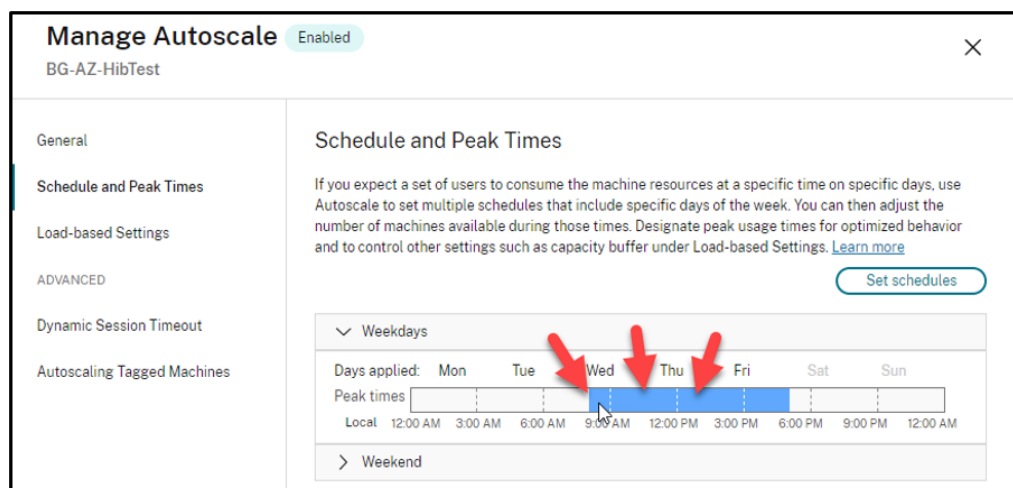 Manage Autoscale Enabled
BG-AZ-HibTest
General
Schedule and Peak Times
Load-based Settings
ADVANCED
Dynamic Session Timeout
Autoscaling Tagged Machines
Schedule and Peak Times
If you expect a set of users to consume the machine resources at a specific time on specific days, use
Autoscale to set multiple schedules that include specific days of the week. You can then adjust the
number of machines available during those times. Designate peak usage times for optimized behavior
and to control other settings such as capacity buffer under Load-based Settings. Learn more
Set schedules
Weekdays
Days applied: Mon Tue Wed Thu Fri Sat Sun
Peak times
Local 12:00 AM 3:00 AM 6:00 AM 9:00 AM 12:00 PM 3:00 PM 6:00 PM 9:00 PM 12:00 AM
Weekend